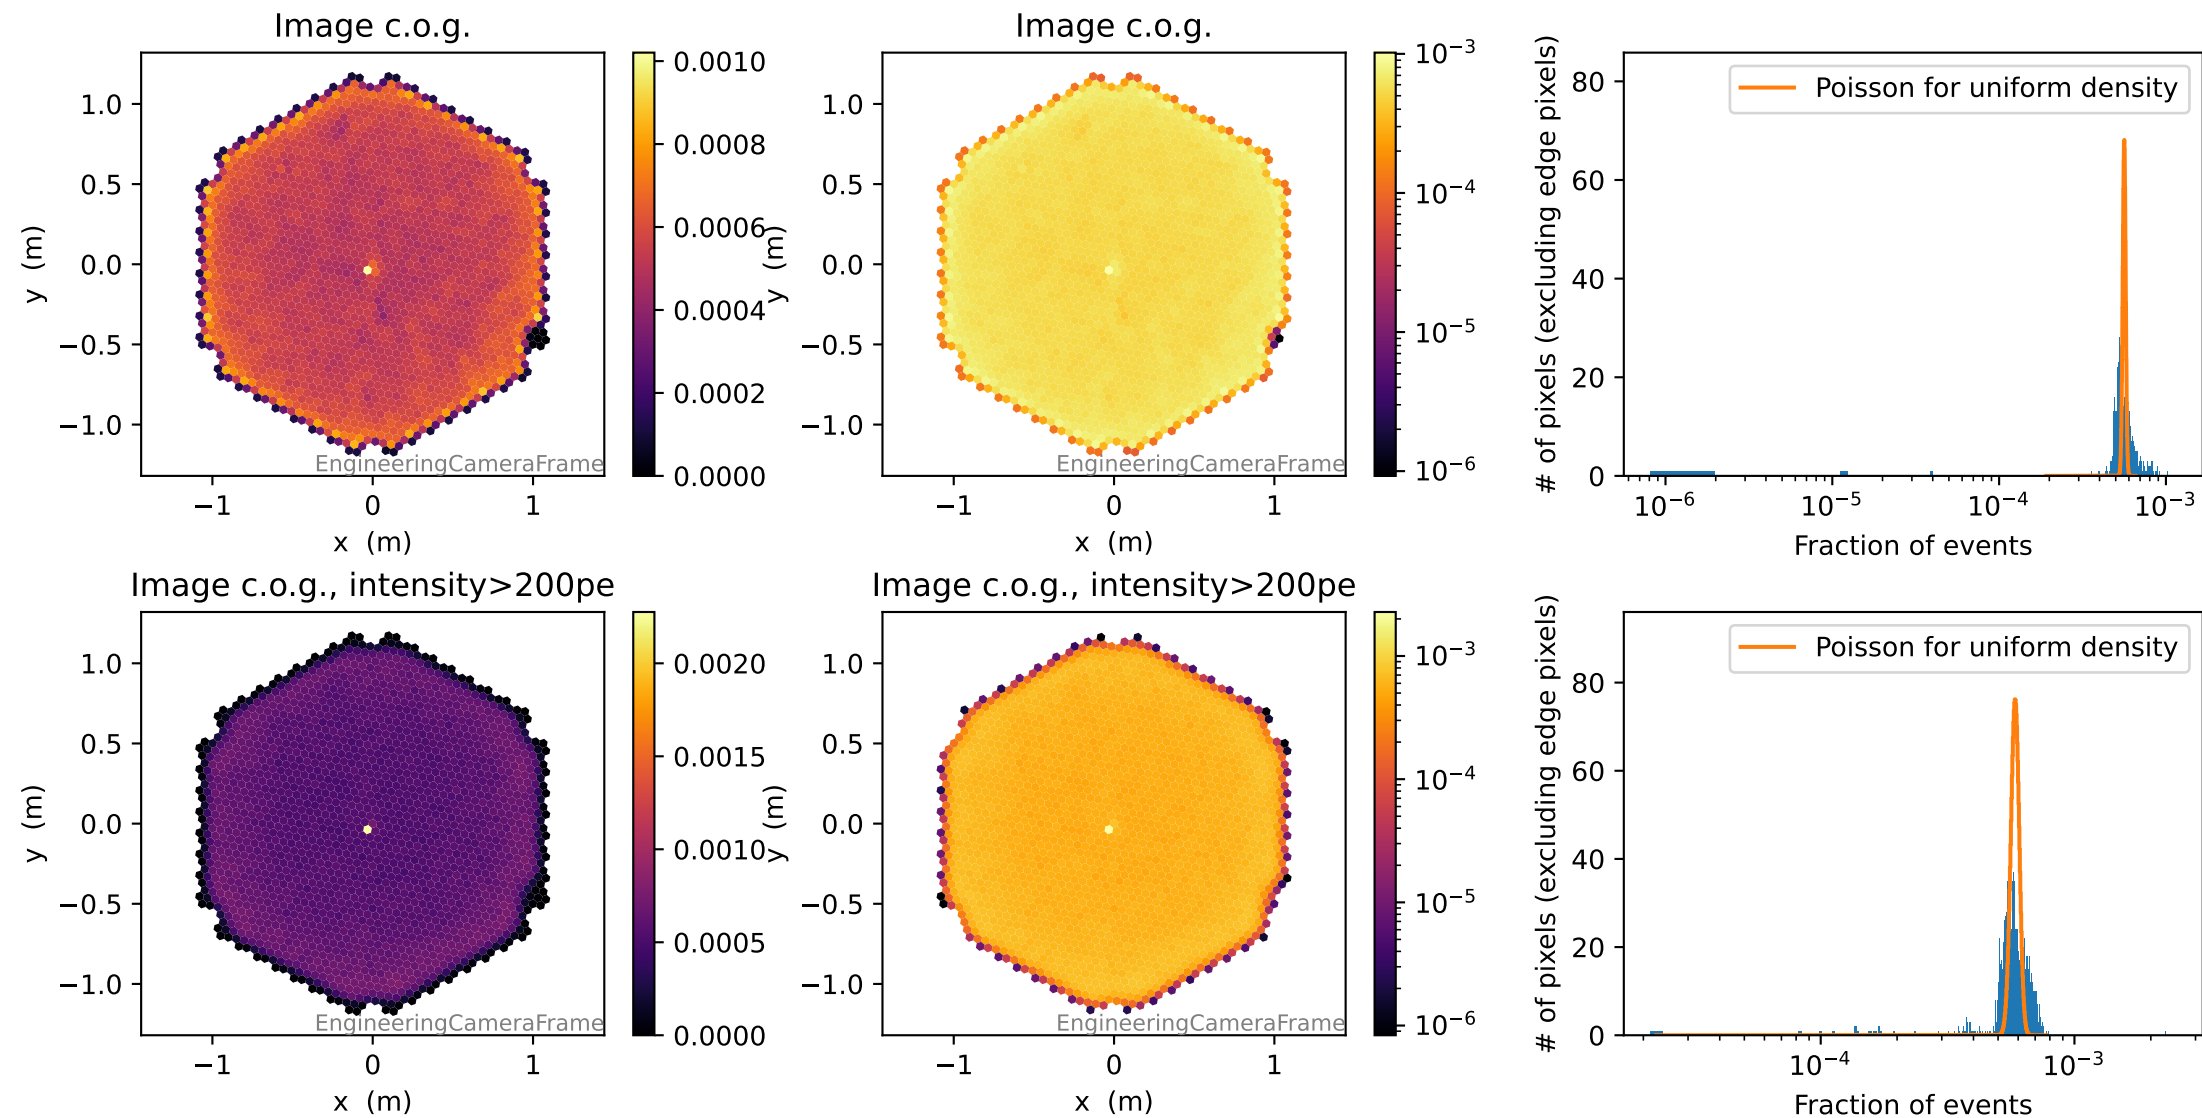 Image c.o.g.
1.0
0.5
0.0
−0.5
−1.0
y (m)
−1 0 1
x (m)
EngineeringCameraFrame
0.0010
0.0008
0.0006
0.0004
0.0002
0.0000
Image c.o.g.
1.0
0.5
0.0
−0.5
−1.0
y (m)
−1 0 1
x (m)
EngineeringCameraFrame
10⁻³
10⁻⁴
10⁻⁵
10⁻⁶
Poisson for uniform density
80
60
40
20
0
# of pixels (excluding edge pixels)
10⁻⁶ 10⁻⁵ 10⁻⁴ 10⁻³
Fraction of events
Image c.o.g., intensity>200pe
1.0
0.5
0.0
−0.5
−1.0
y (m)
−1 0 1
x (m)
EngineeringCameraFrame
0.0020
0.0015
0.0010
0.0005
0.0000
Image c.o.g., intensity>200pe
1.0
0.5
0.0
−0.5
−1.0
y (m)
−1 0 1
x (m)
EngineeringCameraFrame
10⁻³
10⁻⁴
10⁻⁵
10⁻⁶
Poisson for uniform density
80
60
40
20
0
# of pixels (excluding edge pixels)
10⁻⁴ 10⁻³
Fraction of events